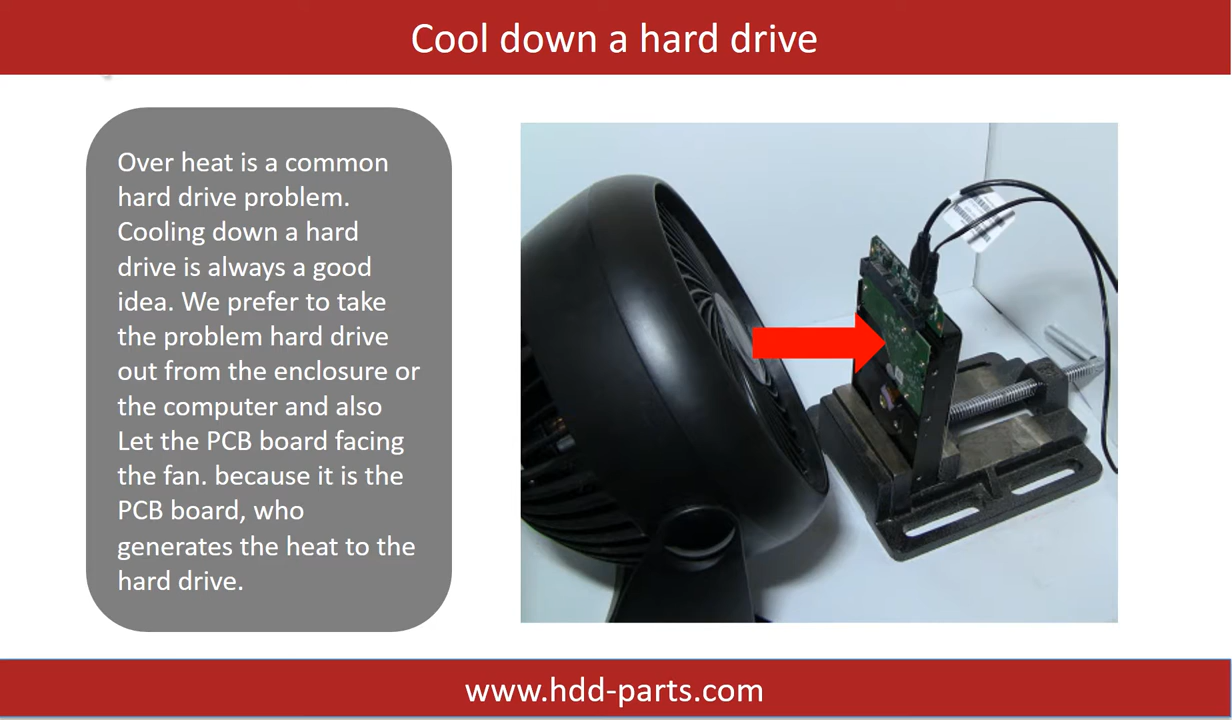 Cool down a hard drive
Over heat is a common
hard drive problem.
Cooling down a hard
drive is always a good
idea. We prefer to take
the problem hard drive
out from the enclosure or
the computer and also
Let the PCB board facing
the fan. because it is the
PCB board, who
generates the heat to the
hard drive.
www.hdd-parts.com